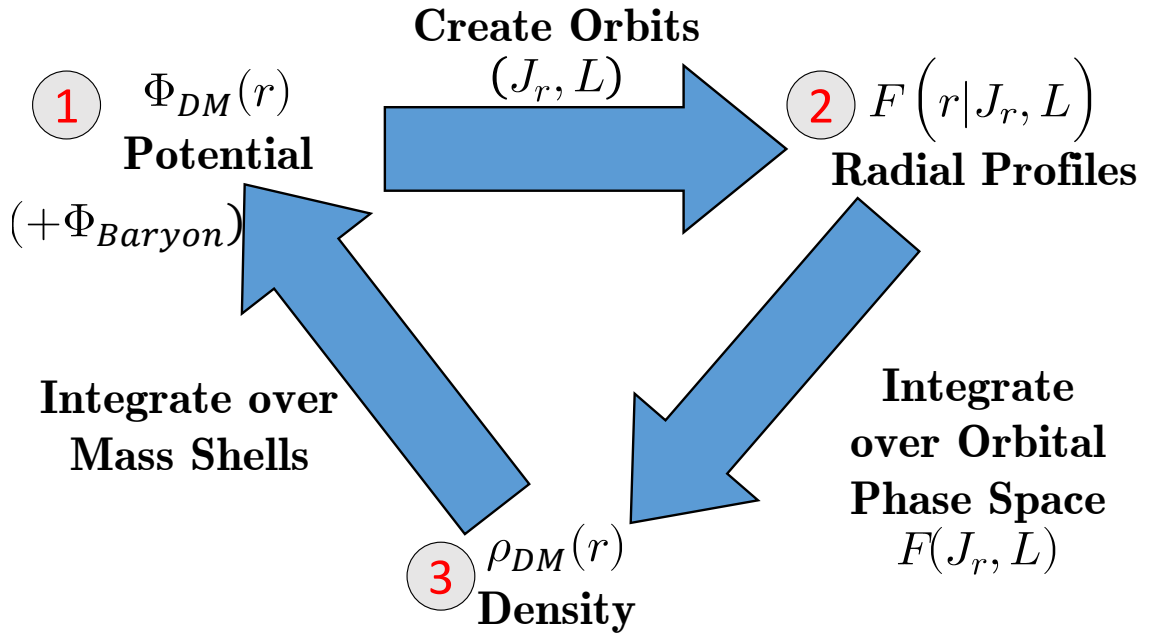 Create Orbits
(J_r, L)
1
Φ_DM(r)
Potential
(+Φ_Baryon)
2
F(r|J_r, L)
Radial Profiles
Integrate over
Mass Shells
Integrate
over Orbital
Phase Space
F(J_r, L)
3
ρ_DM(r)
Density